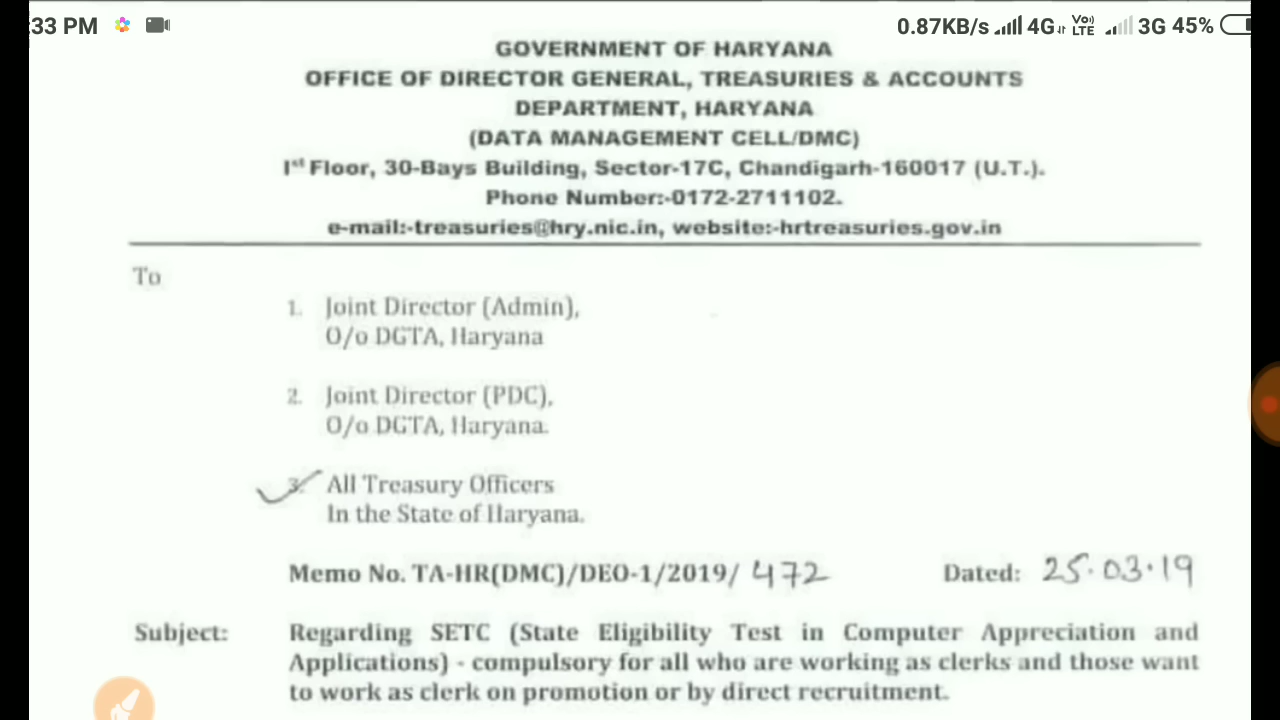 :33 PM 0.87KB/s 4G VoLTE 3G 45%
GOVERNMENT OF HARYANA
OFFICE OF DIRECTOR GENERAL, TREASURIES & ACCOUNTS
DEPARTMENT, HARYANA
(DATA MANAGEMENT CELL/DMC)
Ist Floor, 30-Bays Building, Sector-17C, Chandigarh-160017 (U.T.).
Phone Number:-0172-2711102.
e-mail:-treasuries@hry.nic.in, website:-hrtreasuries.gov.in
To
1. Joint Director (Admin),
O/o DGTA, Haryana
2. Joint Director (PDC),
O/o DGTA, Haryana.
3. All Treasury Officers
In the State of Haryana.
Memo No. TA-HR(DMC)/DEO-1/2019/ 472 Dated: 25.03.19
Subject: Regarding SETC (State Eligibility Test in Computer Appreciation and
Applications) - compulsory for all who are working as clerks and those want
to work as clerk on promotion or by direct recruitment.